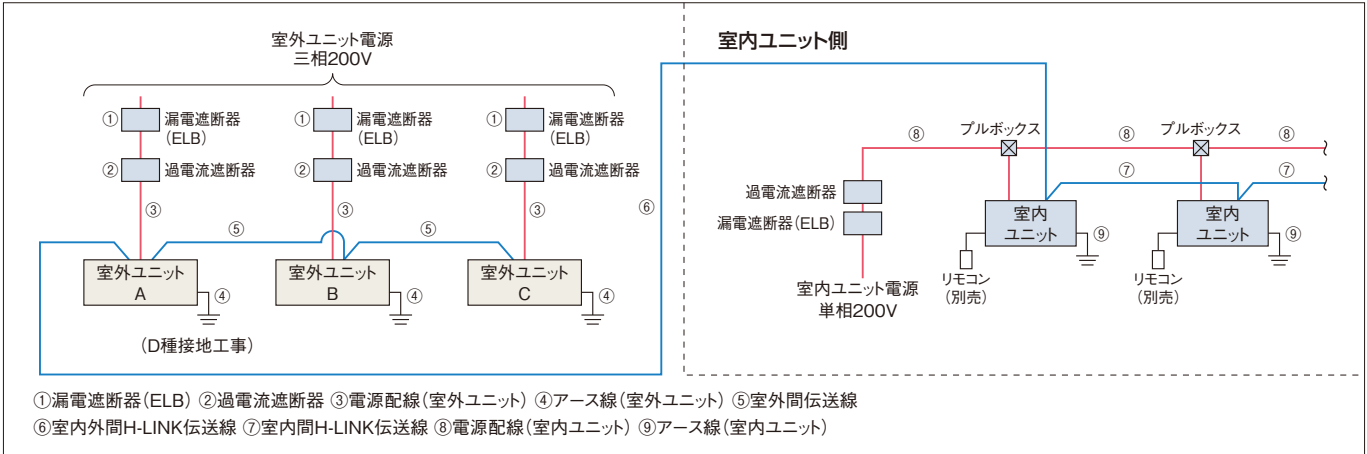 室外ユニット電源
三相200V
① 漏電遮断器
(ELB)
② 過電流遮断器
③
① 漏電遮断器
(ELB)
② 過電流遮断器
③
① 漏電遮断器
(ELB)
② 過電流遮断器
③
⑥
⑤
⑤
室外ユニット
A
④
室外ユニット
B
④
室外ユニット
C
④
(D種接地工事)
室内ユニット側
⑧
プルボックス
⑧
プルボックス
⑧
⑦
⑦
過電流遮断器
漏電遮断器(ELB)
室内ユニット電源
単相200V
室内
ユニット
⑨
リモコン
(別売)
室内
ユニット
⑨
リモコン
(別売)
①漏電遮断器(ELB) ②過電流遮断器 ③電源配線(室外ユニット) ④アース線(室外ユニット) ⑤室外間伝送線
⑥室内外間H-LINK伝送線 ⑦室内間H-LINK伝送線 ⑧電源配線(室内ユニット) ⑨アース線(室内ユニット)